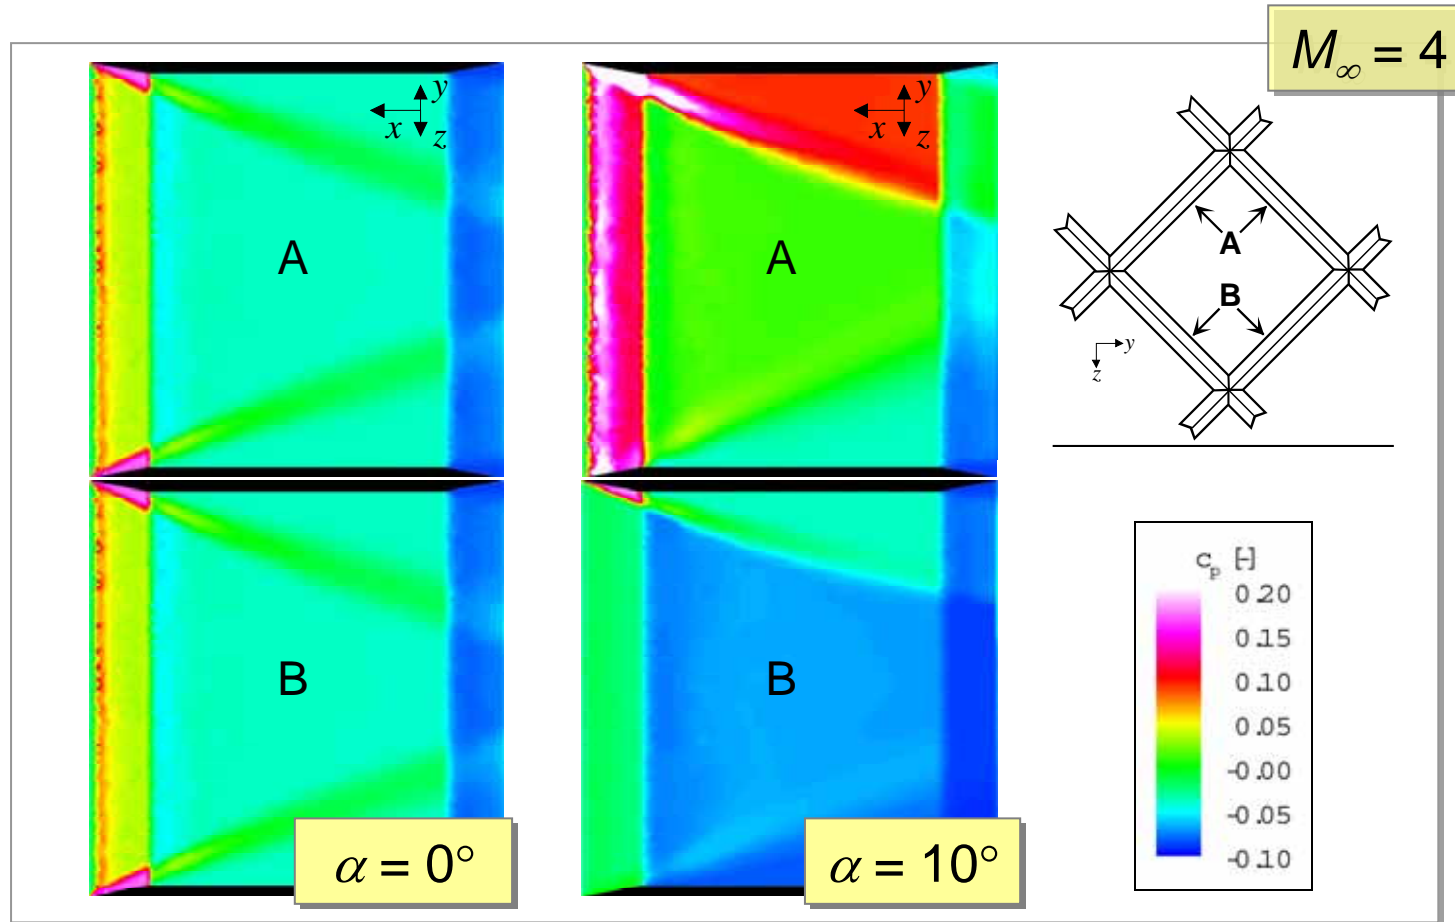 M∞ = 4
y
x
z
y
x
z
A
A
A
B
y
z
B
B
cp [-]
0.20
0.15
0.10
0.05
-0.00
-0.05
-0.10
α = 0°
α = 10°